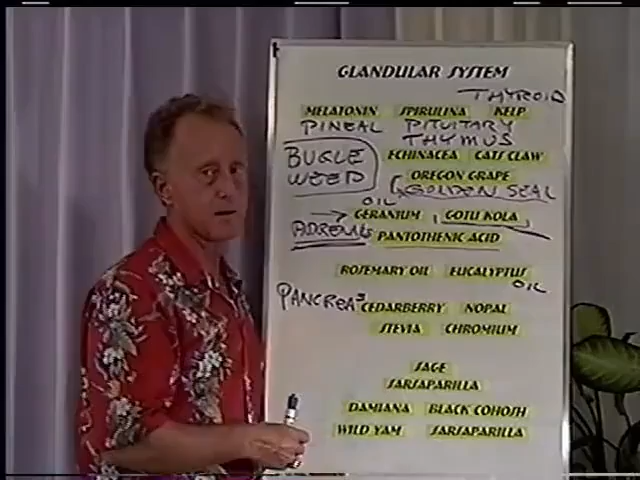 GLANDULAR SYSTEM
THYROID
MELATONIN SPIRULINA KELP
PINEAL PITUITARY
THYMUS
BUGLE
WEED
ECHINACEA CATS CLAW
OREGON GRAPE
GOLDEN SEAL
OIL
GERANIUM GOTU KOLA
ADRENALS PANTOTHENIC ACID
ROSEMARY OIL EUCALYPTUS
OIL
PANCREAS CEDARBERRY NOPAL
STEVIA CHROMIUM
SAGE
SARSAPARILLA
DAMIANA BLACK COHOSH
WILD YAM SARSAPARILLA